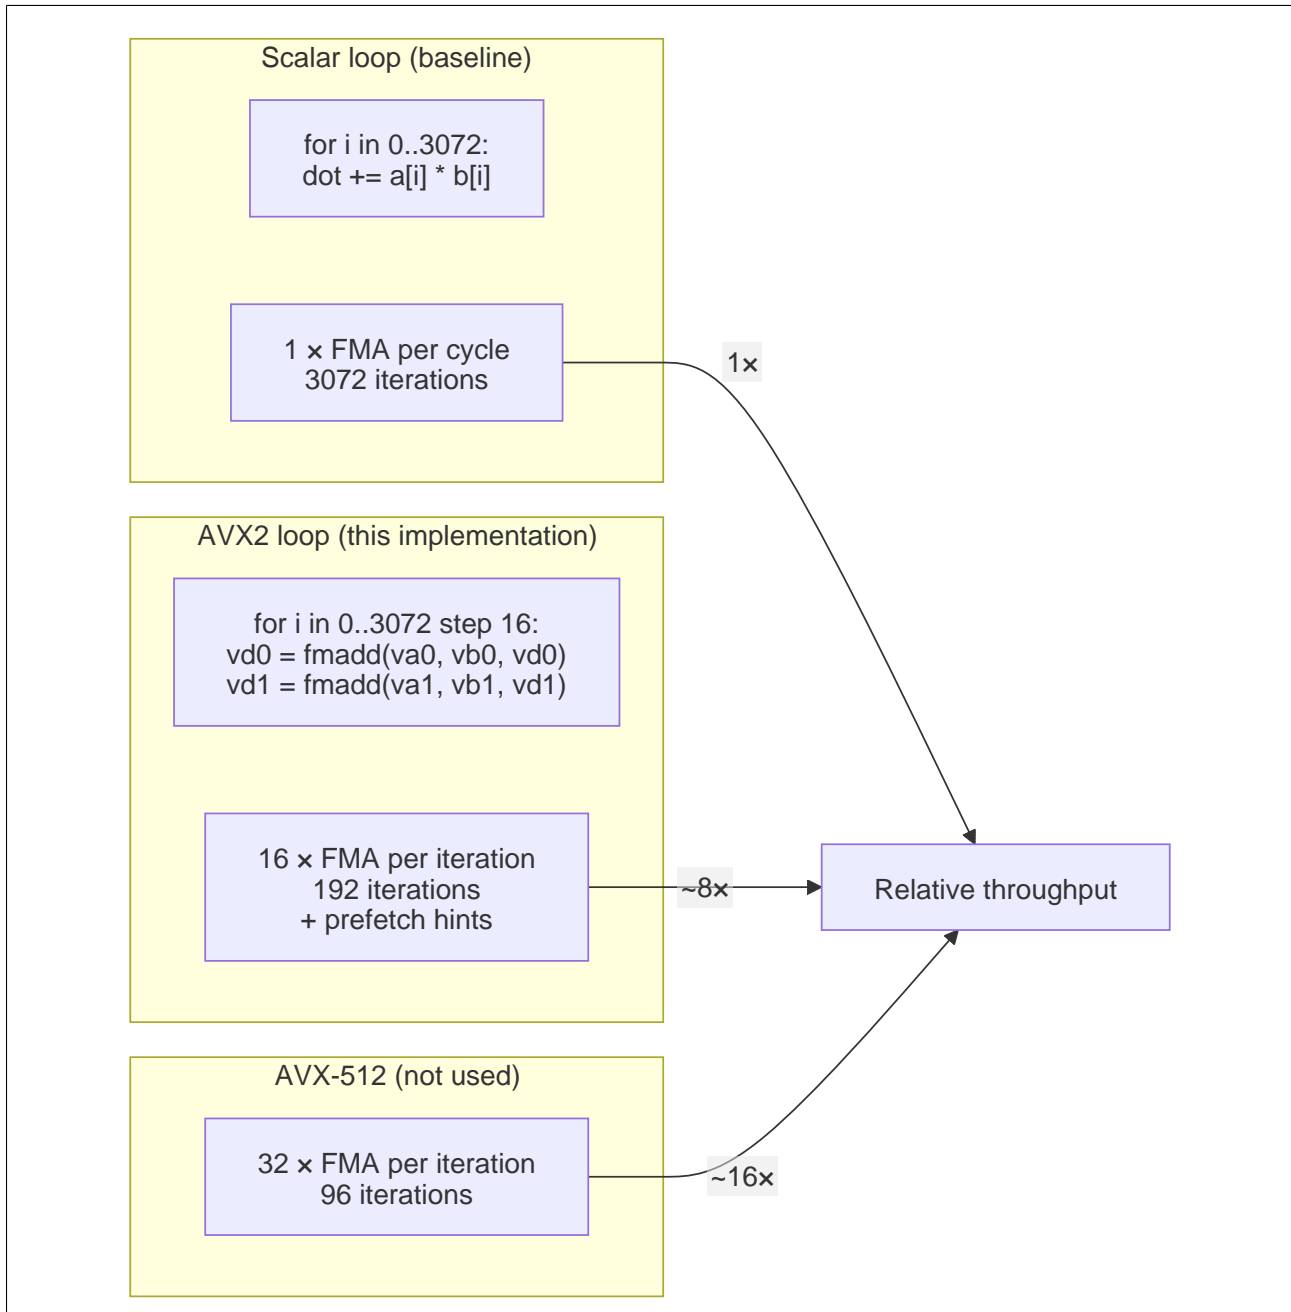 Scalar loop (baseline)
for i in 0..3072:
dot += a[i] * b[i]
1 × FMA per cycle
3072 iterations
1×
AVX2 loop (this implementation)
for i in 0..3072 step 16:
vd0 = fmadd(va0, vb0, vd0)
vd1 = fmadd(va1, vb1, vd1)
16 × FMA per iteration
192 iterations
+ prefetch hints
~8×
Relative throughput
AVX-512 (not used)
32 × FMA per iteration
96 iterations
~16×